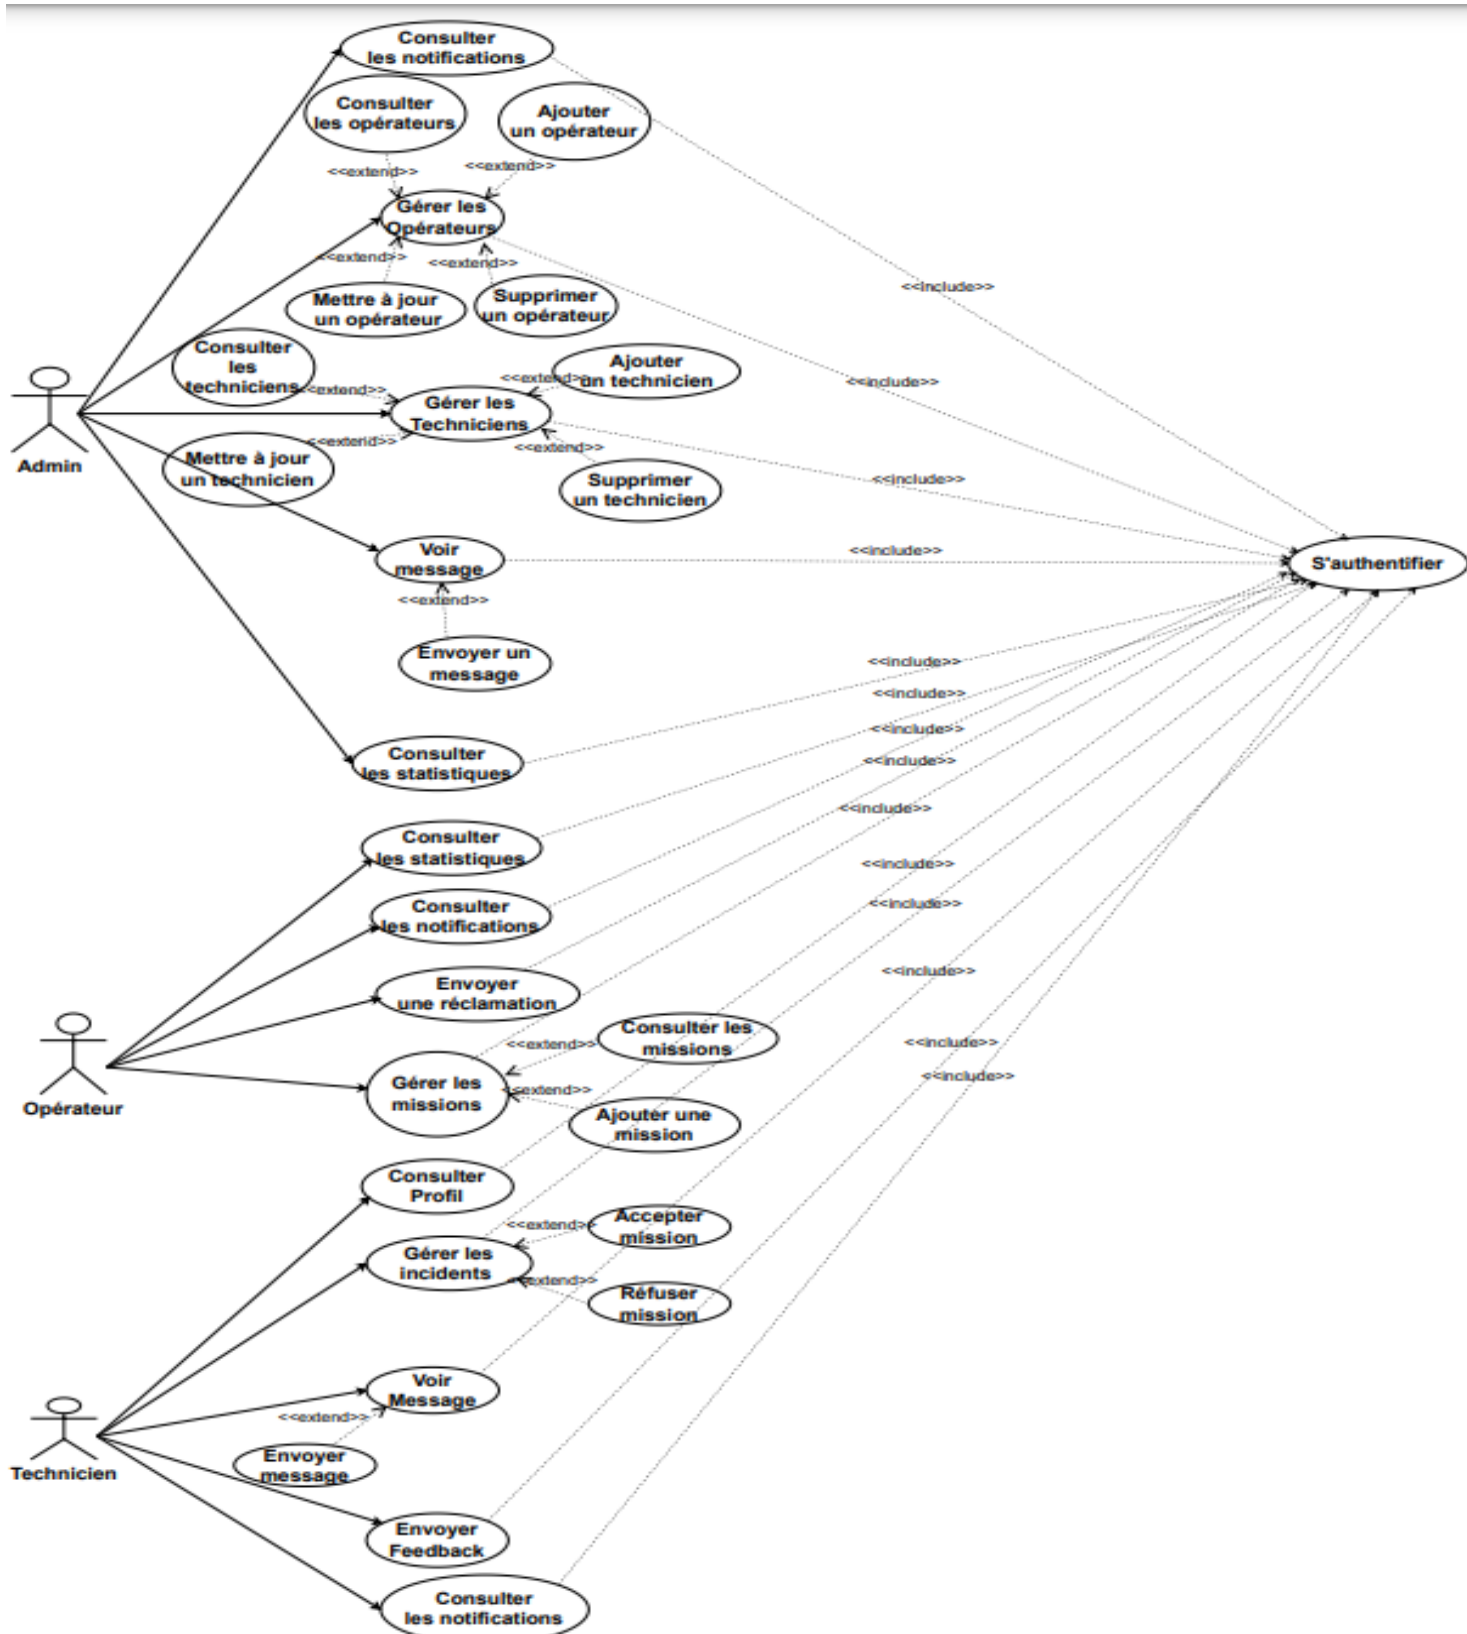 Consulter
les notifications
Consulter
les opérateurs
Ajouter
un opérateur
<<extend>>
<<extend>>
Gérer les
Opérateurs
<<extend>>
<<extend>>
<<include>>
Mettre à jour
un opérateur
Supprimer
un opérateur
Consulter
les
techniciens
Ajouter
un technicien
<<extend>>
<<extend>>
<<include>>
Gérer les
Techniciens
<<extend>>
<<extend>>
Admin
Mettre à jour
un technicien
Supprimer
un technicien
<<include>>
Voir
message
<<include>>
S'authentifier
<<extend>>
Envoyer un
message
<<include>>
<<include>>
<<include>>
Consulter
les statistiques
<<include>>
<<include>>
Consulter
les statistiques
<<include>>
Consulter
les notifications
<<include>>
Envoyer
une réclamation
<<include>>
Opérateur
Consulter les
missions
<<extend>>
<<include>>
Gérer les
missions
<<extend>>
<<include>>
Ajouter une
mission
Consulter
Profil
Accepter
mission
<<extend>>
Gérer les
incidents
<<extend>>
Réfuser
mission
Voir
Message
<<extend>>
Technicien
Envoyer
message
Envoyer
Feedback
Consulter
les notifications